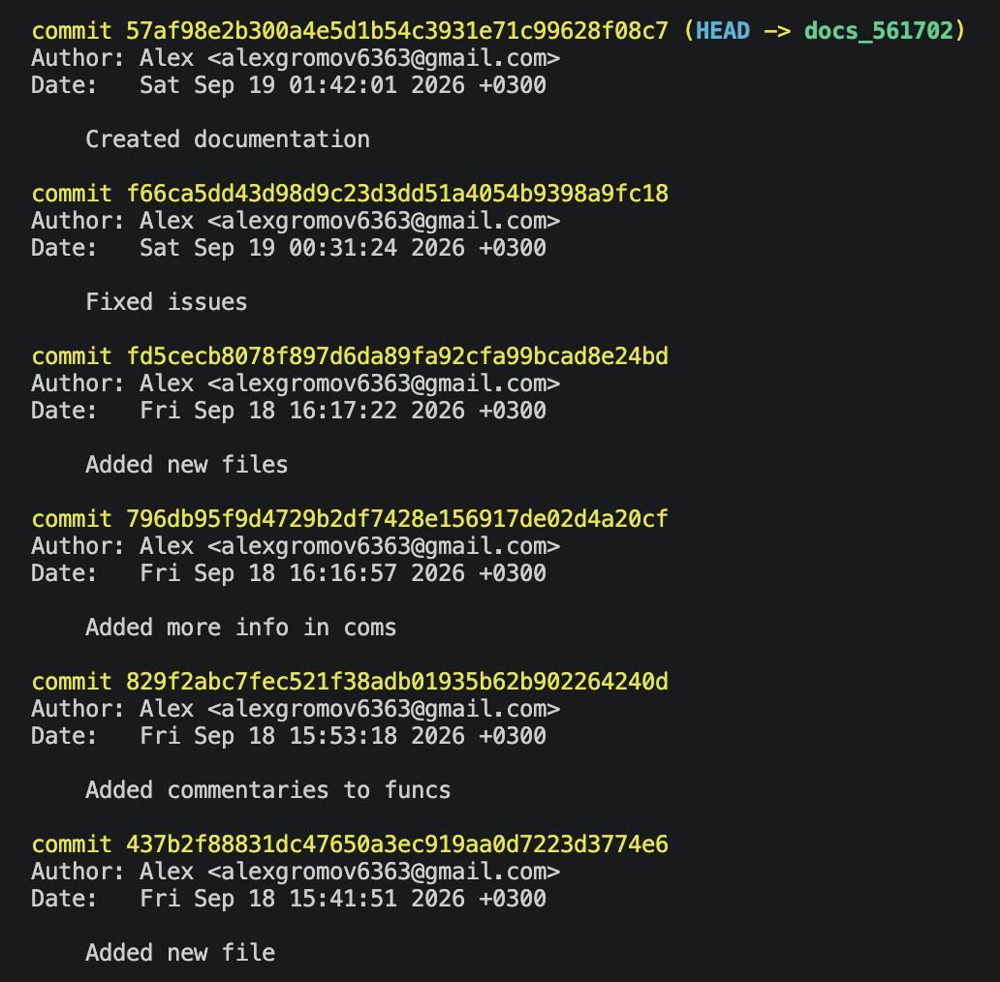 commit 57af98e2b300a4e5d1b54c3931e71c99628f08c7 (HEAD -> docs_561702)
Author: Alex <alexgromov6363@gmail.com>
Date:   Sat Sep 19 01:42:01 2026 +0300
Created documentation
commit f66ca5dd43d98d9c23d3dd51a4054b9398a9fc18
Author: Alex <alexgromov6363@gmail.com>
Date:   Sat Sep 19 00:31:24 2026 +0300
Fixed issues
commit fd5cecb8078f897d6da89fa92cfa99bcad8e24bd
Author: Alex <alexgromov6363@gmail.com>
Date:   Fri Sep 18 16:17:22 2026 +0300
Added new files
commit 796db95f9d4729b2df7428e156917de02d4a20cf
Author: Alex <alexgromov6363@gmail.com>
Date:   Fri Sep 18 16:16:57 2026 +0300
Added more info in coms
commit 829f2abc7fec521f38adb01935b62b902264240d
Author: Alex <alexgromov6363@gmail.com>
Date:   Fri Sep 18 15:53:18 2026 +0300
Added commentaries to funcs
commit 437b2f88831dc47650a3ec919aa0d7223d3774e6
Author: Alex <alexgromov6363@gmail.com>
Date:   Fri Sep 18 15:41:51 2026 +0300
Added new file